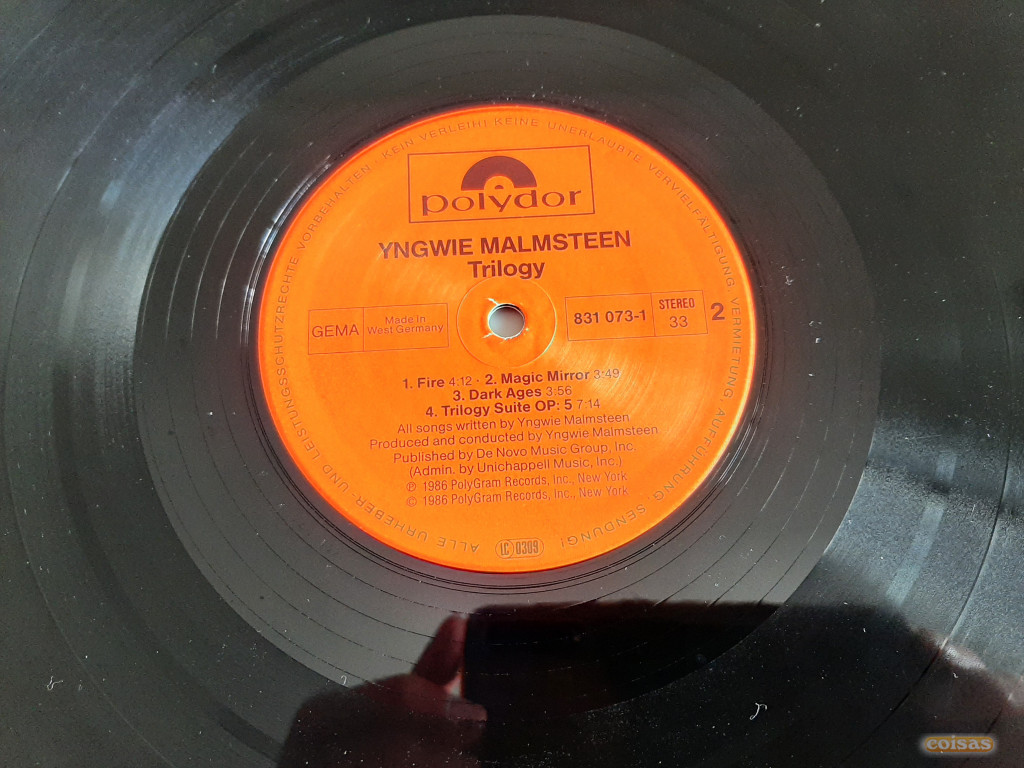 ALLE URHEBER- UND LEISTUNGSSCHUTZRECHTE VORBEHALTEN · KEIN VERLEIH! KEINE UNERLAUBTE VERVIELFÄLTIGUNG, VERMIETUNG, AUFFÜHRUNG, SENDUNG!
polydor
YNGWIE MALMSTEEN
Trilogy
GEMA
Made in
West Germany
831 073-1
STEREO
33
2
1. Fire 4:12 · 2. Magic Mirror 3:49
3. Dark Ages 3:56
4. Trilogy Suite OP: 5 7:14
All songs written by Yngwie Malmsteen
Produced and conducted by Yngwie Malmsteen
Published by De Novo Music Group, Inc.
(Admin. by Unichappell Music, Inc.)
℗ 1986 PolyGram Records, Inc., New York
© 1986 PolyGram Records, Inc., New York
LC 0309
coisas